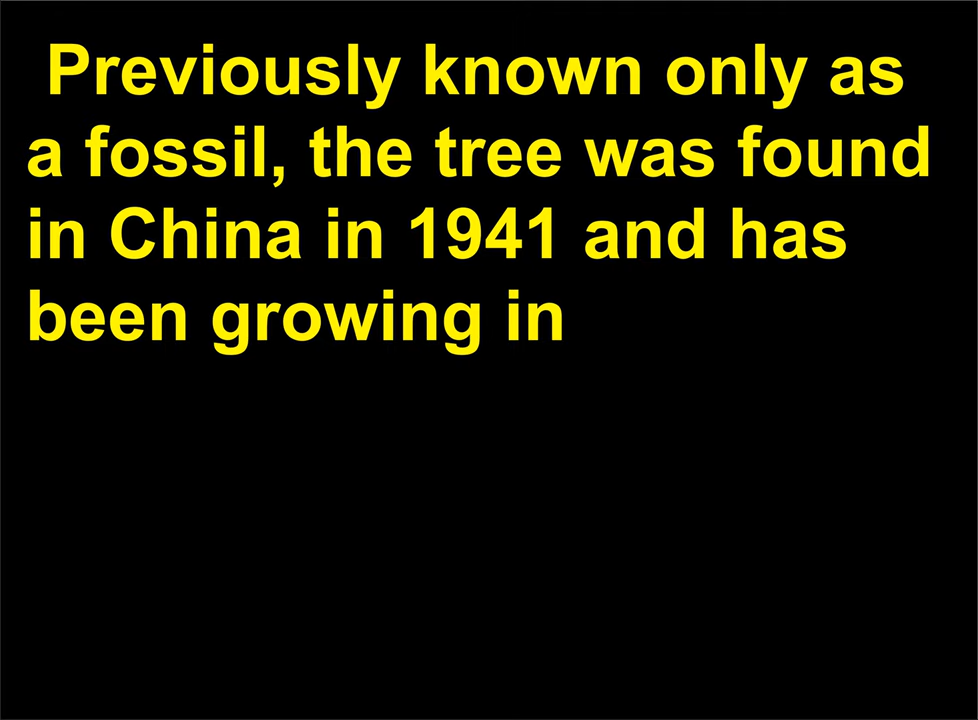 Previously known only as
a fossil, the tree was found
in China in 1941 and has
been growing in